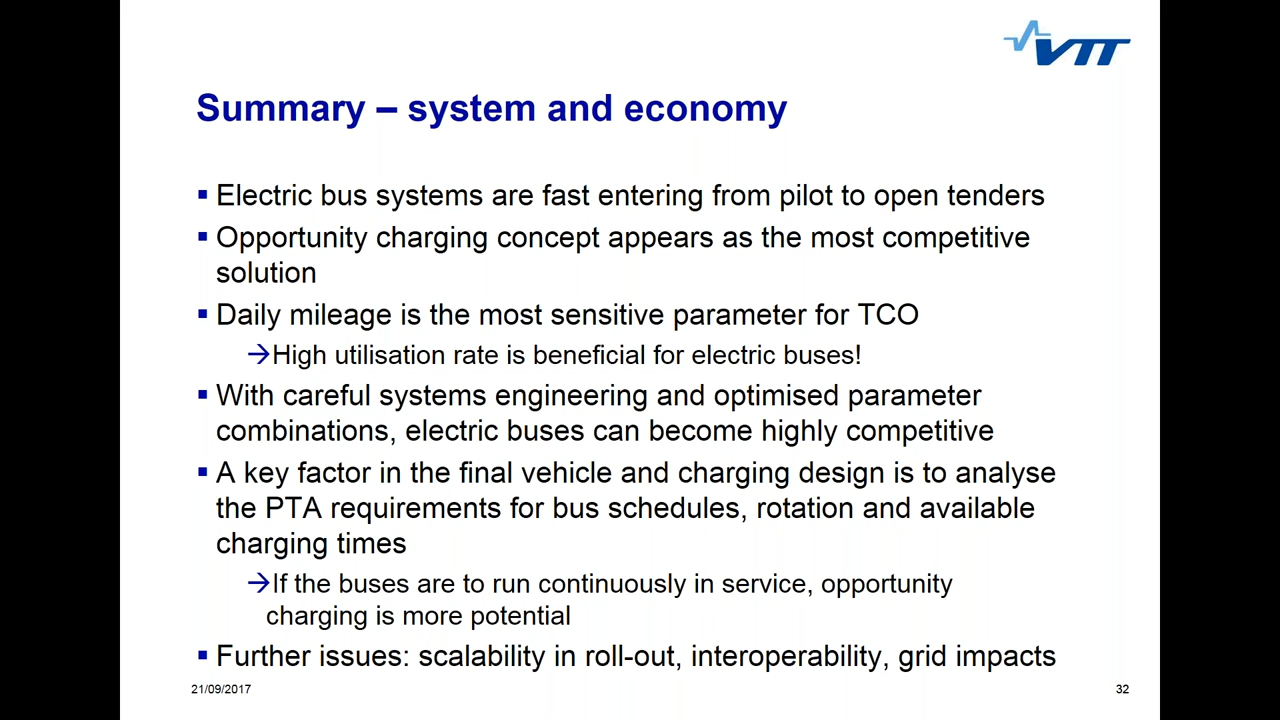 VTT
Summary – system and economy
▪ Electric bus systems are fast entering from pilot to open tenders
▪ Opportunity charging concept appears as the most competitive
solution
▪ Daily mileage is the most sensitive parameter for TCO
→High utilisation rate is beneficial for electric buses!
▪ With careful systems engineering and optimised parameter
combinations, electric buses can become highly competitive
▪ A key factor in the final vehicle and charging design is to analyse
the PTA requirements for bus schedules, rotation and available
charging times
→If the buses are to run continuously in service, opportunity
charging is more potential
▪ Further issues: scalability in roll-out, interoperability, grid impacts
21/09/2017
32